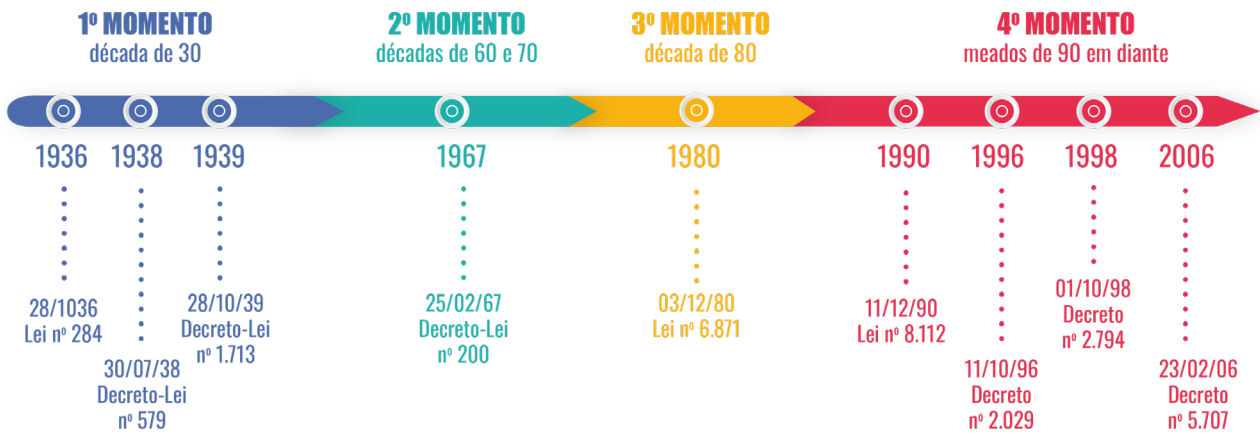 1º MOMENTO
década de 30
2º MOMENTO
décadas de 60 e 70
3º MOMENTO
década de 80
4º MOMENTO
meados de 90 em diante
1936
1938
1939
1967
1980
1990
1996
1998
2006
28/1036
Lei nº 284
30/07/38
Decreto-Lei
nº 579
28/10/39
Decreto-Lei
nº 1.713
25/02/67
Decreto-Lei
nº 200
03/12/80
Lei nº 6.871
11/12/90
Lei nº 8.112
11/10/96
Decreto
nº 2.029
01/10/98
Decreto
nº 2.794
23/02/06
Decreto
nº 5.707